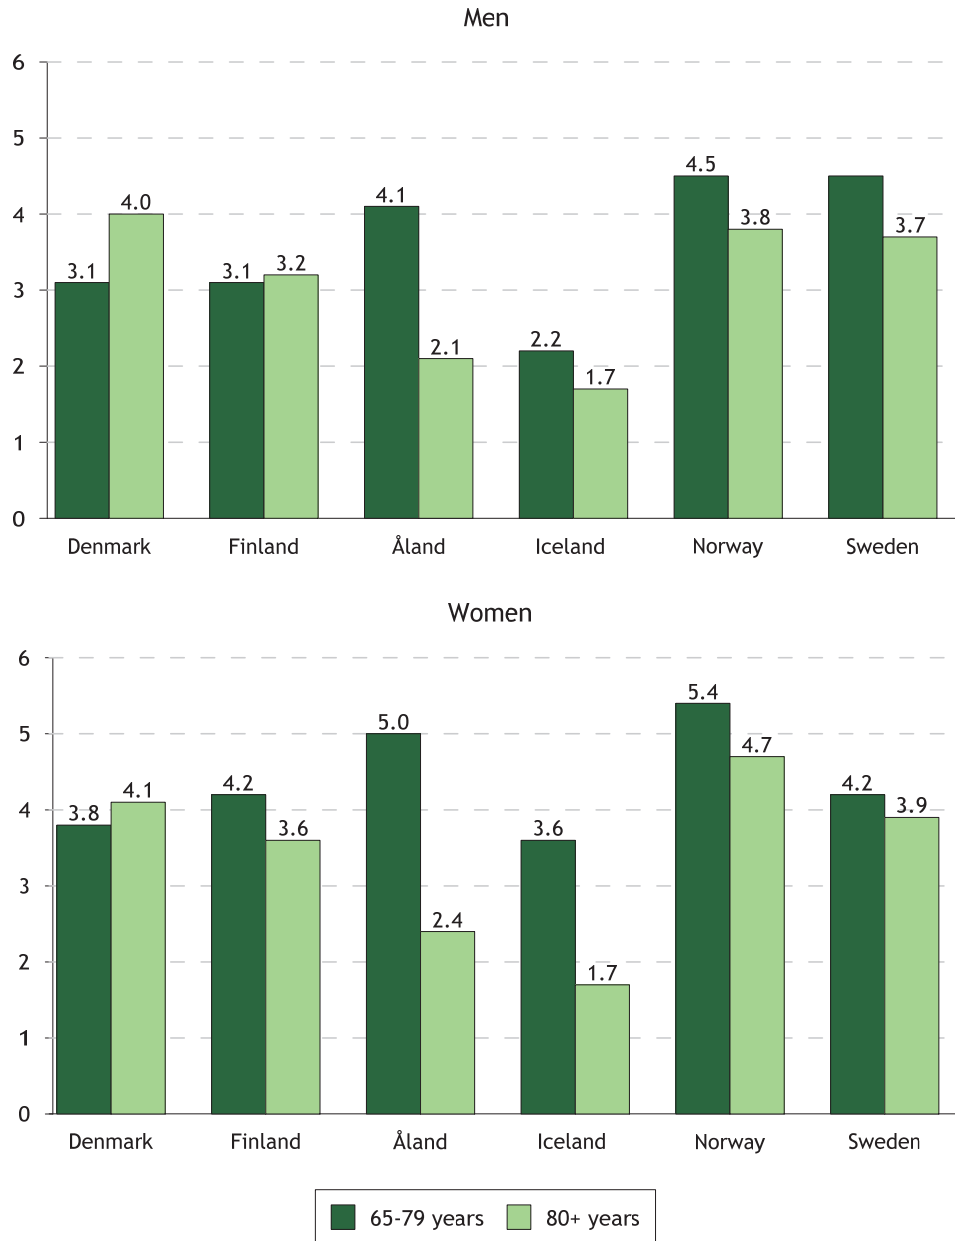 Men
6
5
4
3
2
1
0
3.1 4.0 3.1 3.2 4.1 2.1 2.2 1.7 4.5 3.8 3.7
Denmark Finland Åland Iceland Norway Sweden
Women
6
5
4
3
2
1
0
3.8 4.1 4.2 3.6 5.0 2.4 3.6 1.7 5.4 4.7 4.2 3.9
Denmark Finland Åland Iceland Norway Sweden
65-79 years 80+ years